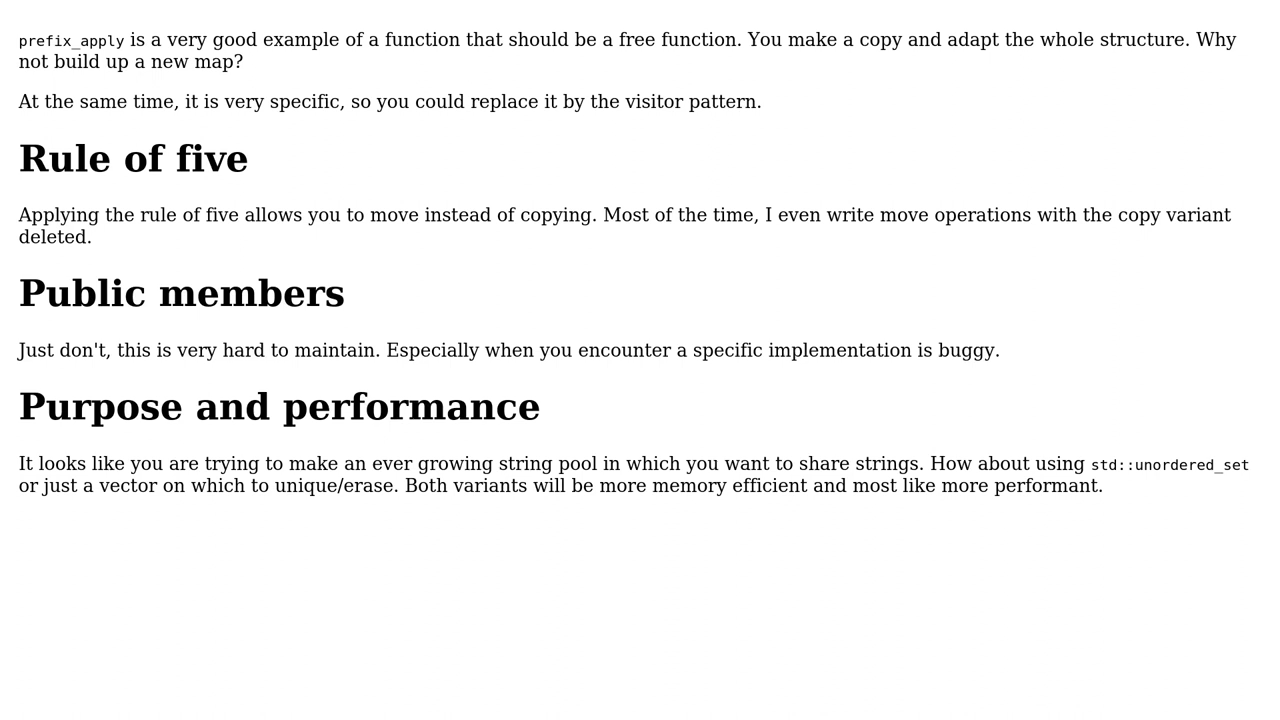 prefix_apply is a very good example of a function that should be a free function. You make a copy and adapt the whole structure. Why
not build up a new map?
At the same time, it is very specific, so you could replace it by the visitor pattern.
Rule of five
Applying the rule of five allows you to move instead of copying. Most of the time, I even write move operations with the copy variant
deleted.
Public members
Just don't, this is very hard to maintain. Especially when you encounter a specific implementation is buggy.
Purpose and performance
It looks like you are trying to make an ever growing string pool in which you want to share strings. How about using std::unordered_set
or just a vector on which to unique/erase. Both variants will be more memory efficient and most like more performant.